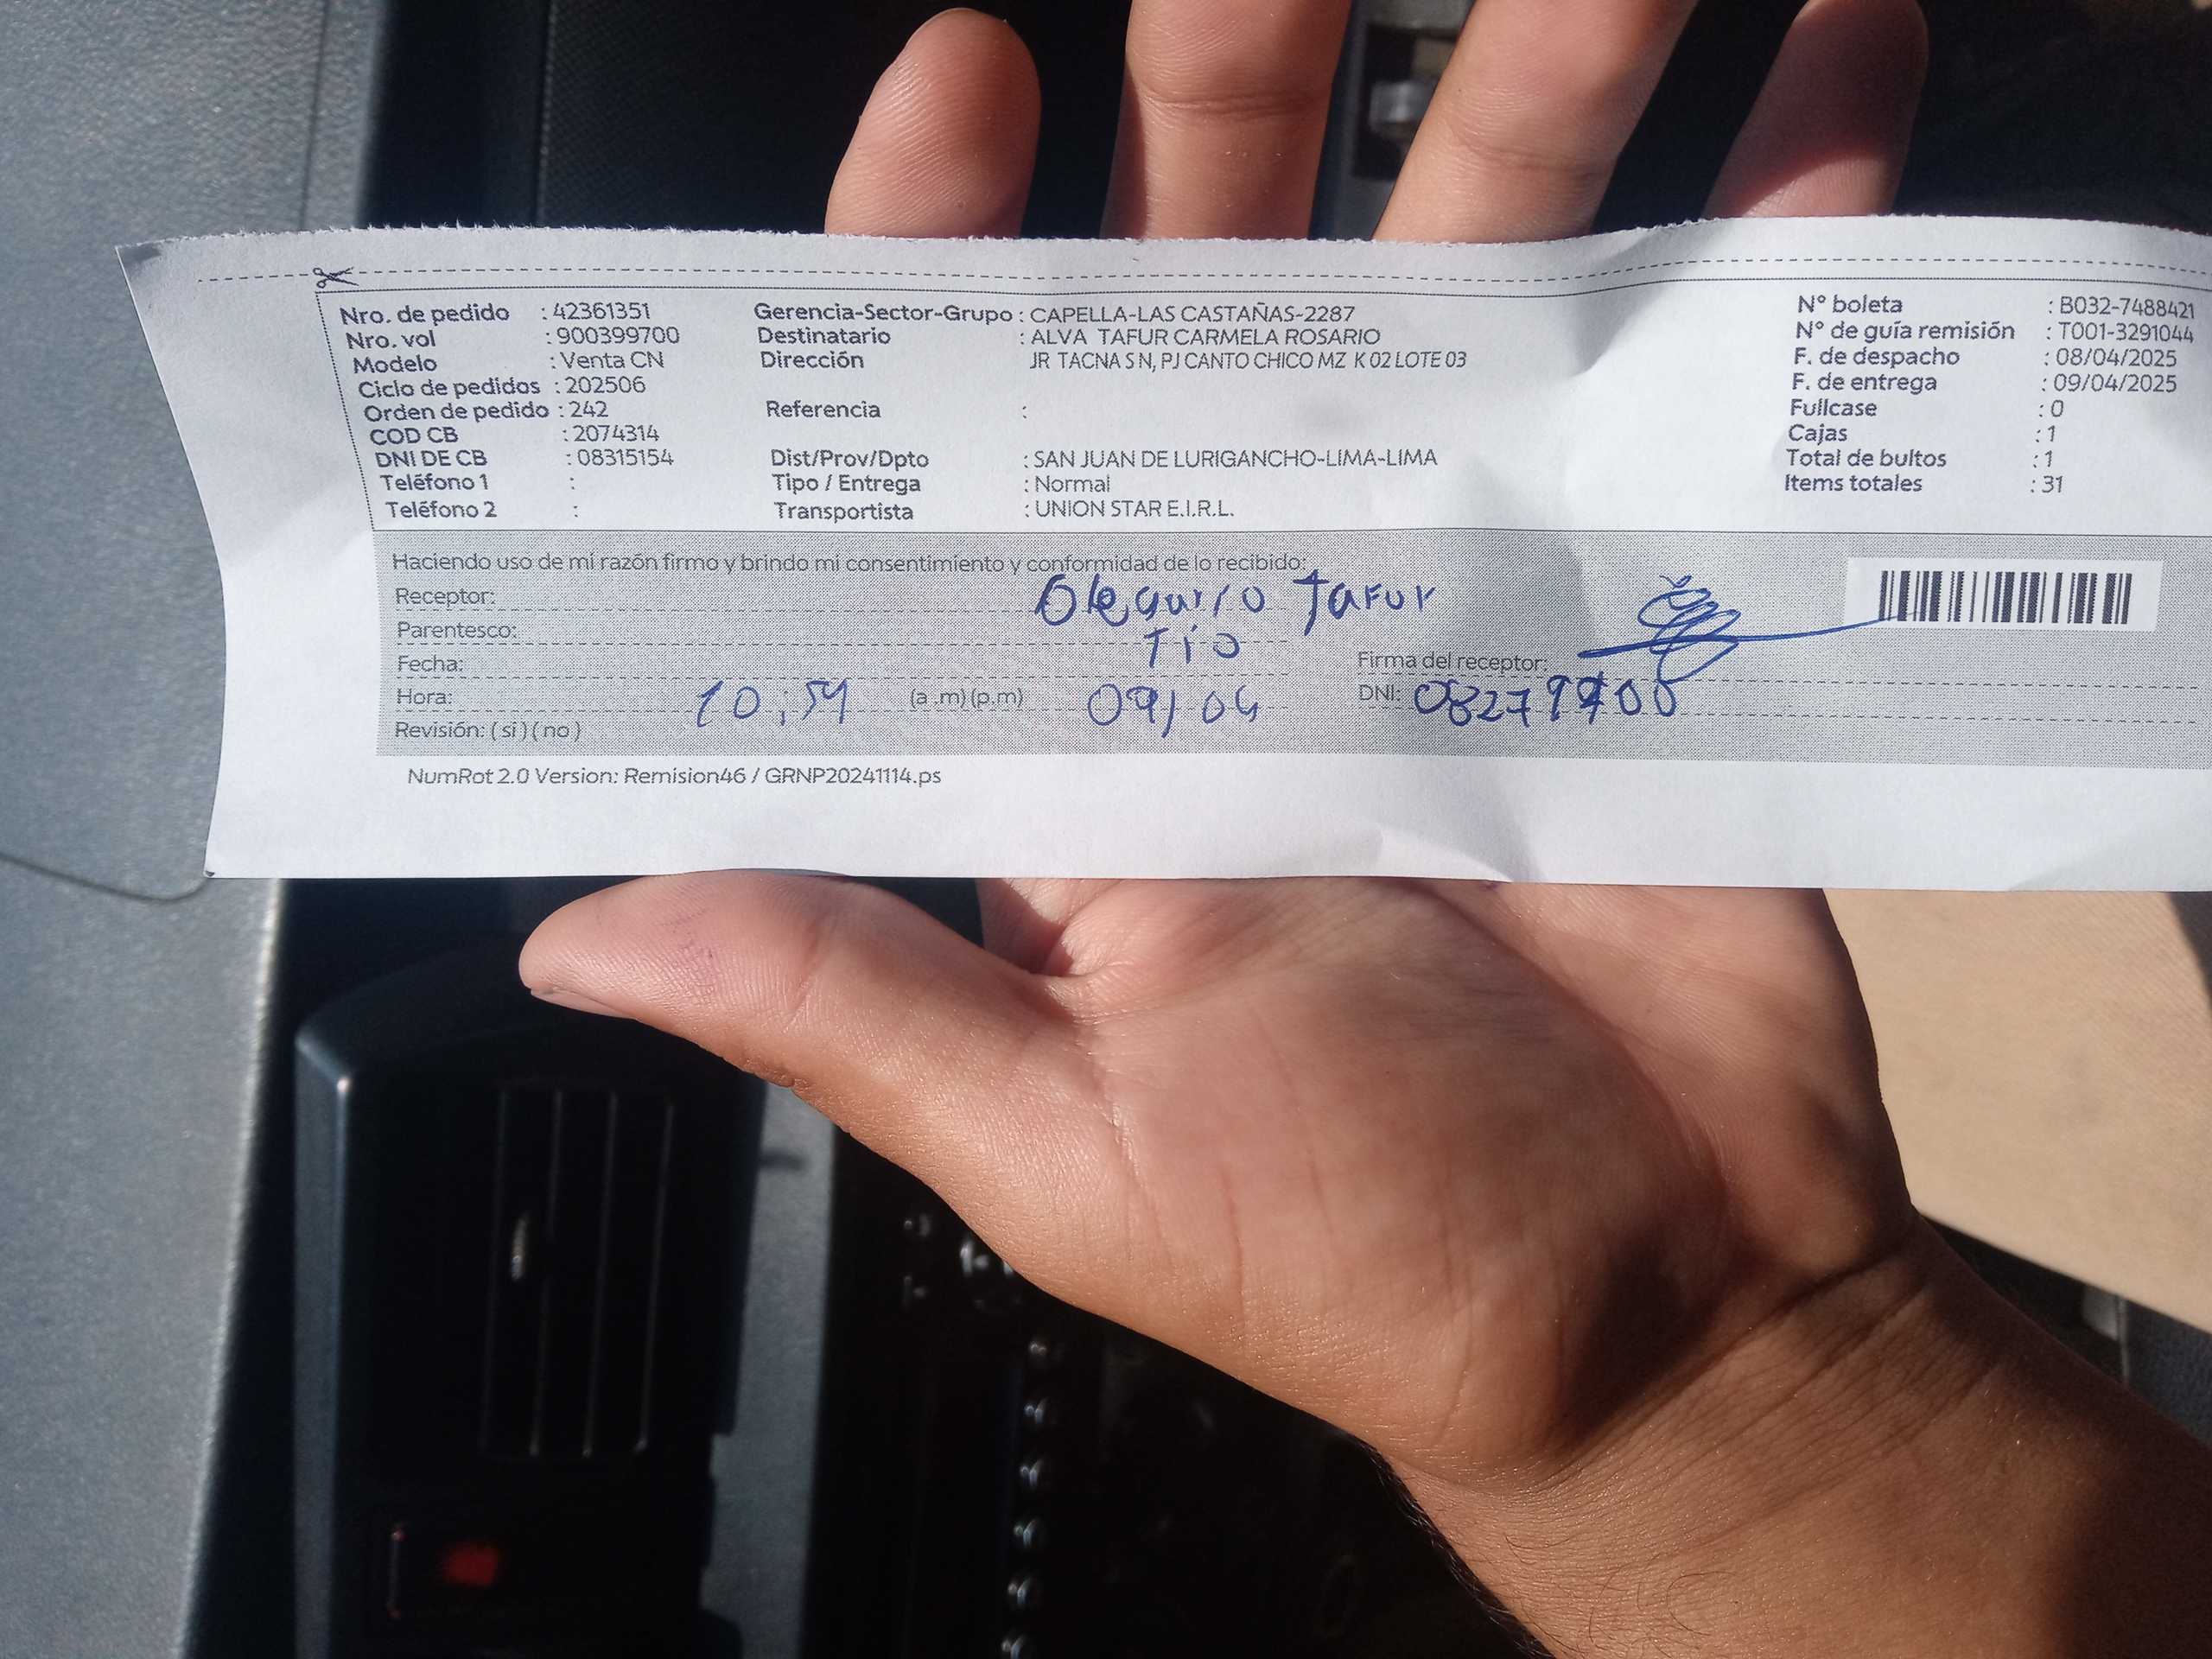 Nro. de pedido : 42361351
Nro. vol : 900399700
Modelo : Venta CN
Ciclo de pedidos : 202506
Orden de pedido : 242
COD CB : 2074314
DNI DE CB : 08315154
Teléfono 1 :
Teléfono 2 :
Gerencia-Sector-Grupo : CAPELLA-LAS CASTAÑAS-2287
Destinatario : ALVA TAFUR CARMELA ROSARIO
Dirección JR TACNA S N, PJ CANTO CHICO MZ K 02 LOTE 03
Referencia :
Dist/Prov/Dpto : SAN JUAN DE LURIGANCHO-LIMA-LIMA
Tipo / Entrega : Normal
Transportista : UNION STAR E.I.R.L.
N° boleta : B032-7488421
N° de guía remisión : T001-3291044
F. de despacho : 08/04/2025
F. de entrega : 09/04/2025
Fullcase : 0
Cajas : 1
Total de bultos : 1
Items totales : 31
Haciendo uso de mi razón firmo y brindo mi consentimiento y conformidad de lo recibido:
Receptor: Tafur
Parentesco: Tio
Fecha:
Firma del receptor:
Hora: 10:54 (a .m) (p.m) 09/04
DNI:
Revisión: ( si ) ( no )
NumRot 2.0 Version: Remision46 / GRNP20241114.ps